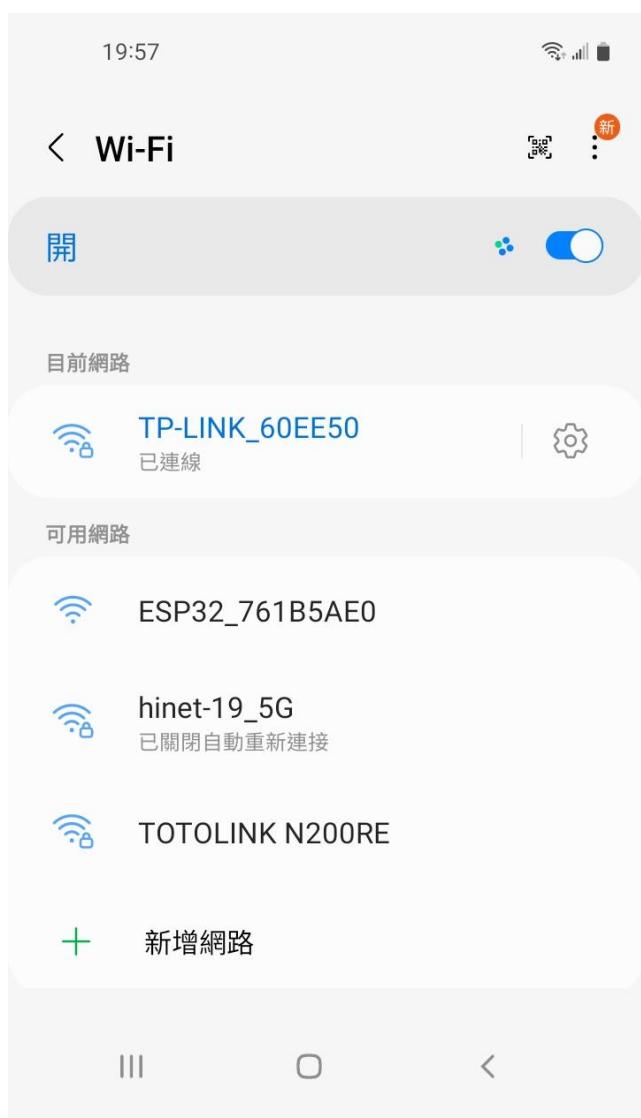 19:57
Wi-Fi
新
開
目前網路
TP-LINK_60EE50
已連線
可用網路
ESP32_761B5AE0
hinet-19_5G
已關閉自動重新連接
TOTOLINK N200RE
新增網路